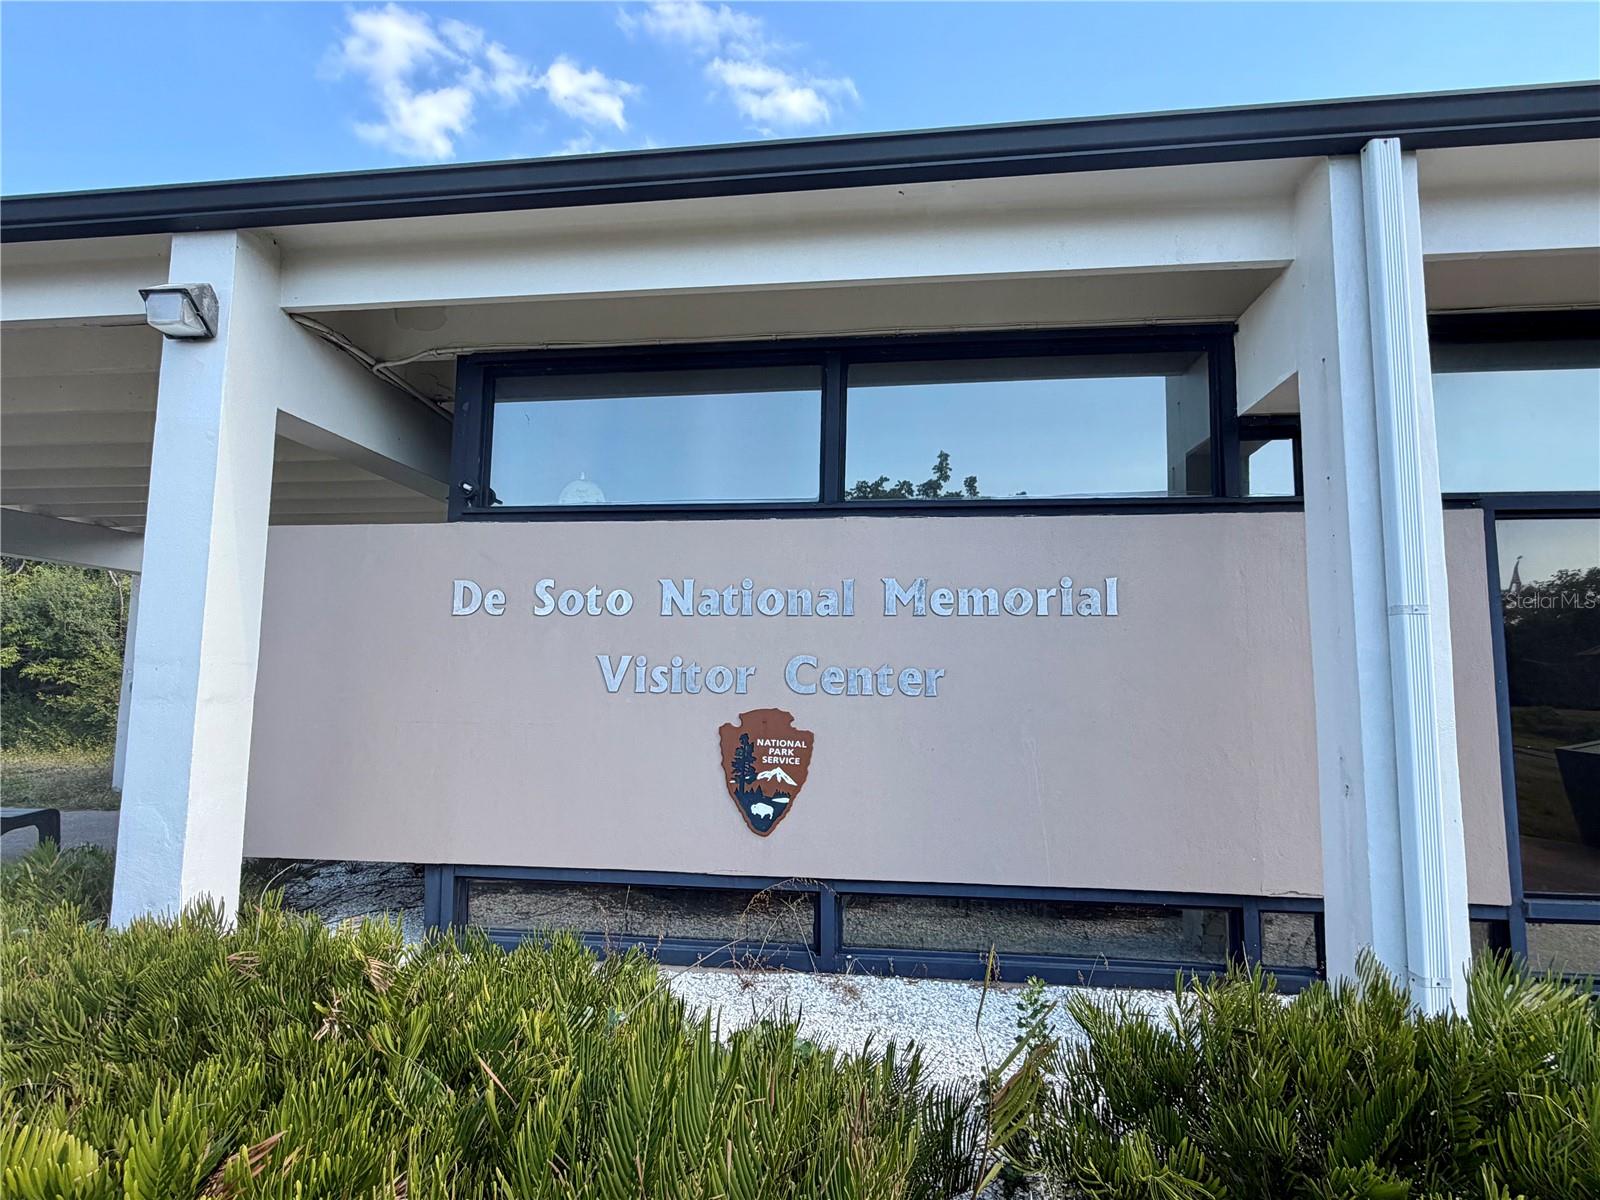 De Soto National Memorial
Visitor Center
NATIONAL
PARK
SERVICE
Stellar MLS